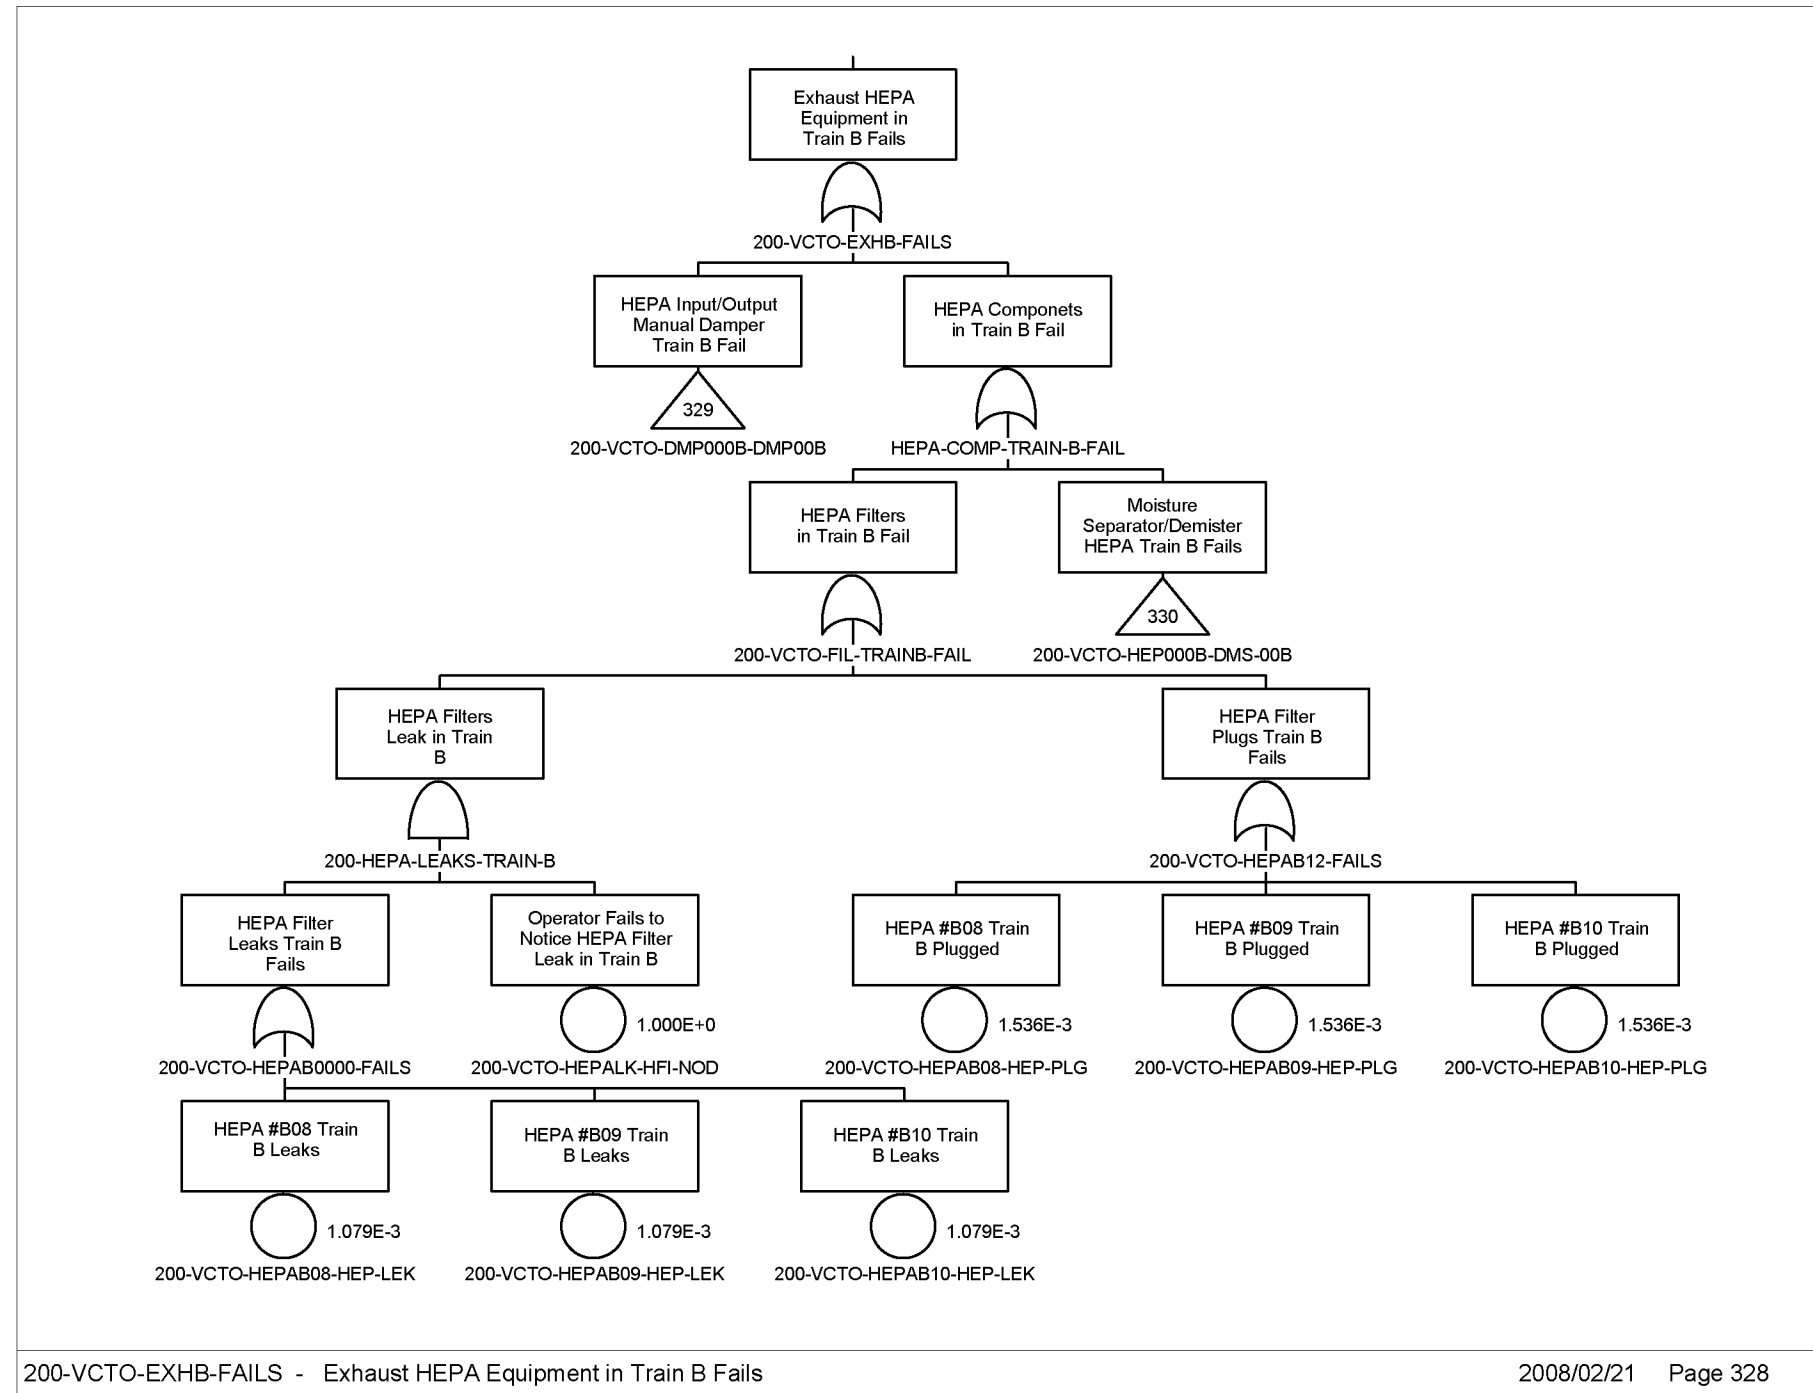 Exhaust HEPA
Equipment in
Train B Fails
200-VCTO-EXHB-FAILS
HEPA Input/Output
Manual Damper
Train B Fail
329
200-VCTO-DMP000B-DMP00B
HEPA Componets
in Train B Fail
HEPA-COMP-TRAIN-B-FAIL
HEPA Filters
in Train B Fail
200-VCTO-FIL-TRAINB-FAIL
Moisture
Separator/Demister
HEPA Train B Fails
330
200-VCTO-HEP000B-DMS-00B
HEPA Filters
Leak in Train
B
200-HEPA-LEAKS-TRAIN-B
HEPA Filter
Plugs Train B
Fails
200-VCTO-HEPAB12-FAILS
HEPA Filter
Leaks Train B
Fails
200-VCTO-HEPAB0000-FAILS
Operator Fails to
Notice HEPA Filter
Leak in Train B
1.000E+0
200-VCTO-HEPALK-HFI-NOD
HEPA #B08 Train
B Plugged
1.536E-3
200-VCTO-HEPAB08-HEP-PLG
HEPA #B09 Train
B Plugged
1.536E-3
200-VCTO-HEPAB09-HEP-PLG
HEPA #B10 Train
B Plugged
1.536E-3
200-VCTO-HEPAB10-HEP-PLG
HEPA #B08 Train
B Leaks
1.079E-3
200-VCTO-HEPAB08-HEP-LEK
HEPA #B09 Train
B Leaks
1.079E-3
200-VCTO-HEPAB09-HEP-LEK
HEPA #B10 Train
B Leaks
1.079E-3
200-VCTO-HEPAB10-HEP-LEK
200-VCTO-EXHB-FAILS - Exhaust HEPA Equipment in Train B Fails
2008/02/21 Page 328